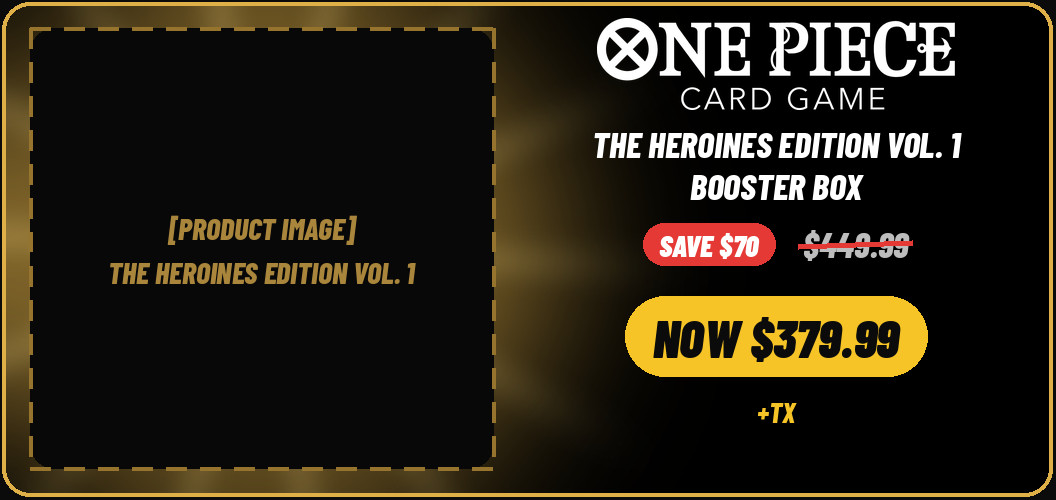 [PRODUCT IMAGE]
THE HEROINES EDITION VOL. 1
ONE PIECE
CARD GAME
THE HEROINES EDITION VOL. 1
BOOSTER BOX
SAVE $70 $449.99
NOW $379.99
+TX